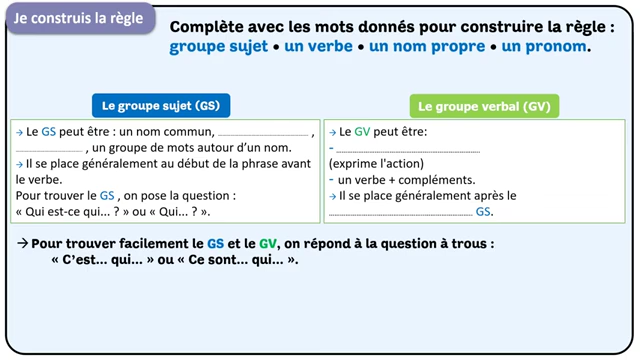 Je construis la règle
Complète avec les mots donnés pour construire la règle :
groupe sujet • un verbe • un nom propre • un pronom.
Le groupe sujet (GS)
→ Le GS peut être : un nom commun, .............................. ,
.............................. , un groupe de mots autour d'un nom.
→ Il se place généralement au début de la phrase avant
le verbe.
Pour trouver le GS , on pose la question :
« Qui est-ce qui... ? » ou « Qui... ? ».
Le groupe verbal (GV)
→ Le GV peut être:
- ..............................
(exprime l'action)
- un verbe + compléments.
→ Il se place généralement après le
.............................. GS.
→ Pour trouver facilement le GS et le GV, on répond à la question à trous :
« C'est... qui... » ou « Ce sont... qui... ».